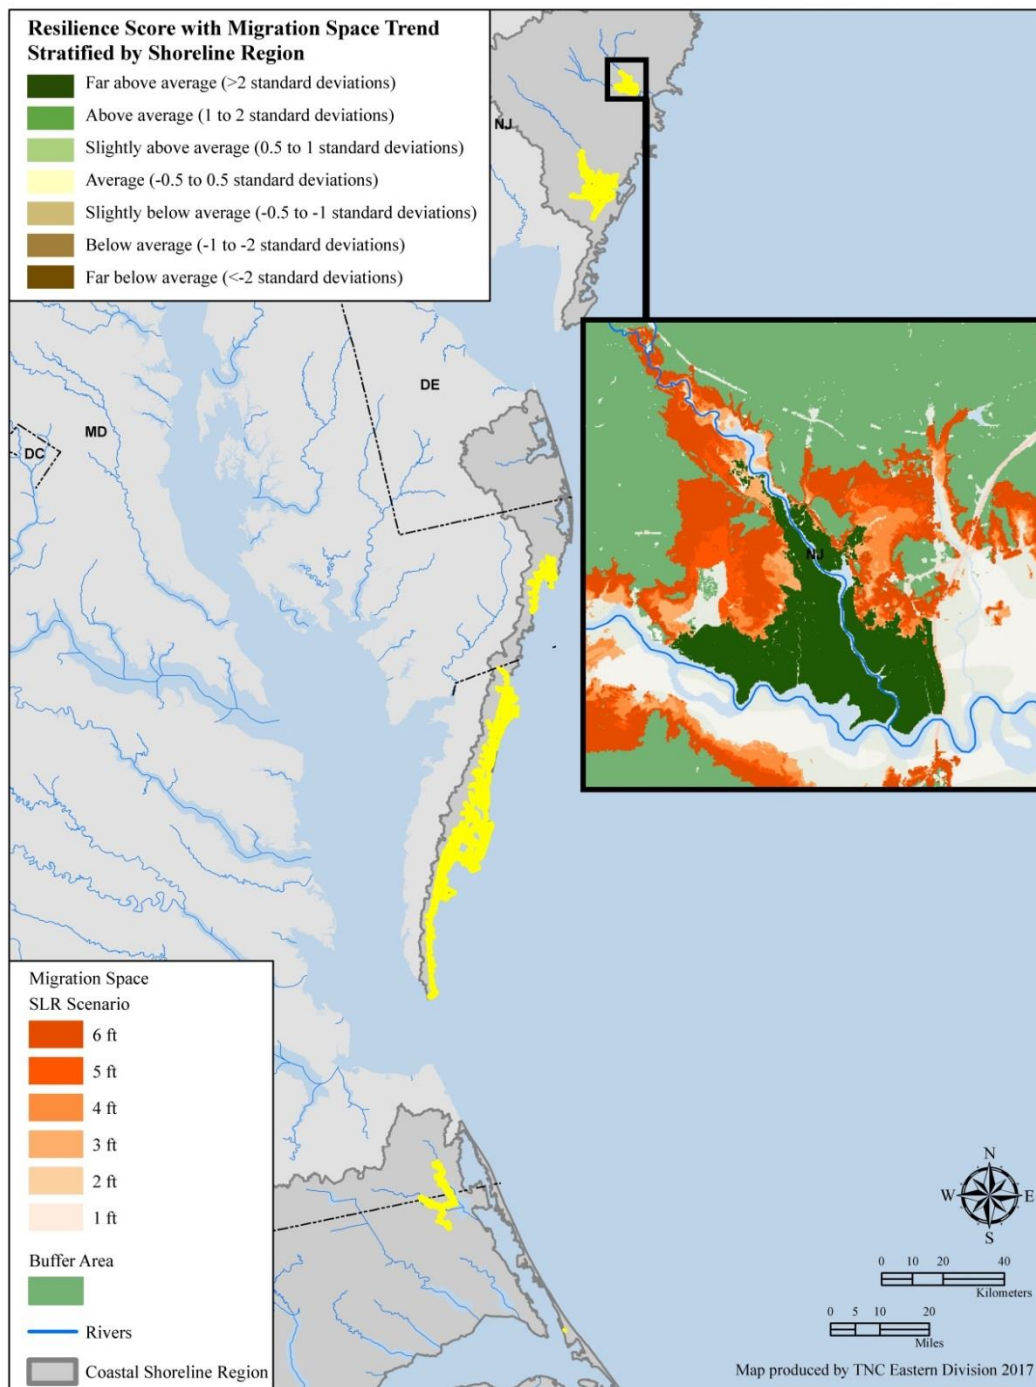 Resilience Score with Migration Space Trend
Stratified by Shoreline Region
Far above average (>2 standard deviations)
Above average (1 to 2 standard deviations)
Slightly above average (0.5 to 1 standard deviations)
Average (-0.5 to 0.5 standard deviations)
Slightly below average (-0.5 to -1 standard deviations)
Below average (-1 to -2 standard deviations)
Far below average (<-2 standard deviations)
NJ
DE
MD
DC
NJ
Migration Space
SLR Scenario
6 ft
5 ft
4 ft
3 ft
2 ft
1 ft
Buffer Area
Rivers
Coastal Shoreline Region
N
W E
S
0 10 20 40
Kilometers
0 5 10 20
Miles
Map produced by TNC Eastern Division 2017